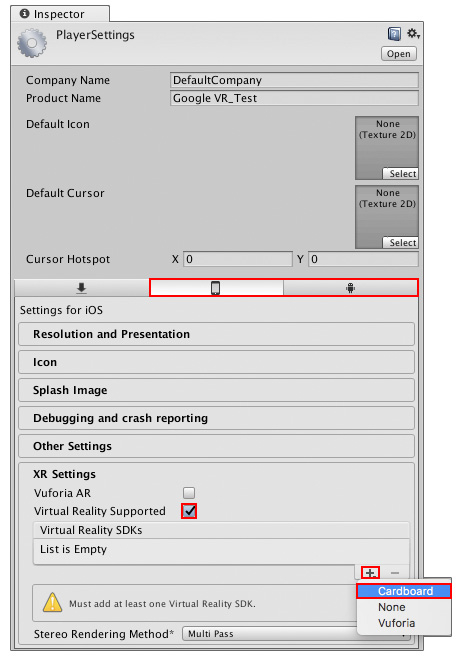 Inspector
PlayerSettings
Open
Company Name DefaultCompany
Product Name Google VR_Test
Default Icon
None
(Texture 2D)
Select
Default Cursor
None
(Texture 2D)
Select
Cursor Hotspot X 0 Y 0
Settings for iOS
Resolution and Presentation
Icon
Splash Image
Debugging and crash reporting
Other Settings
XR Settings
Vuforia AR
Virtual Reality Supported
Virtual Reality SDKs
List is Empty
Cardboard
None
Vuforia
Must add at least one Virtual Reality SDK.
Stereo Rendering Method* Multi Pass